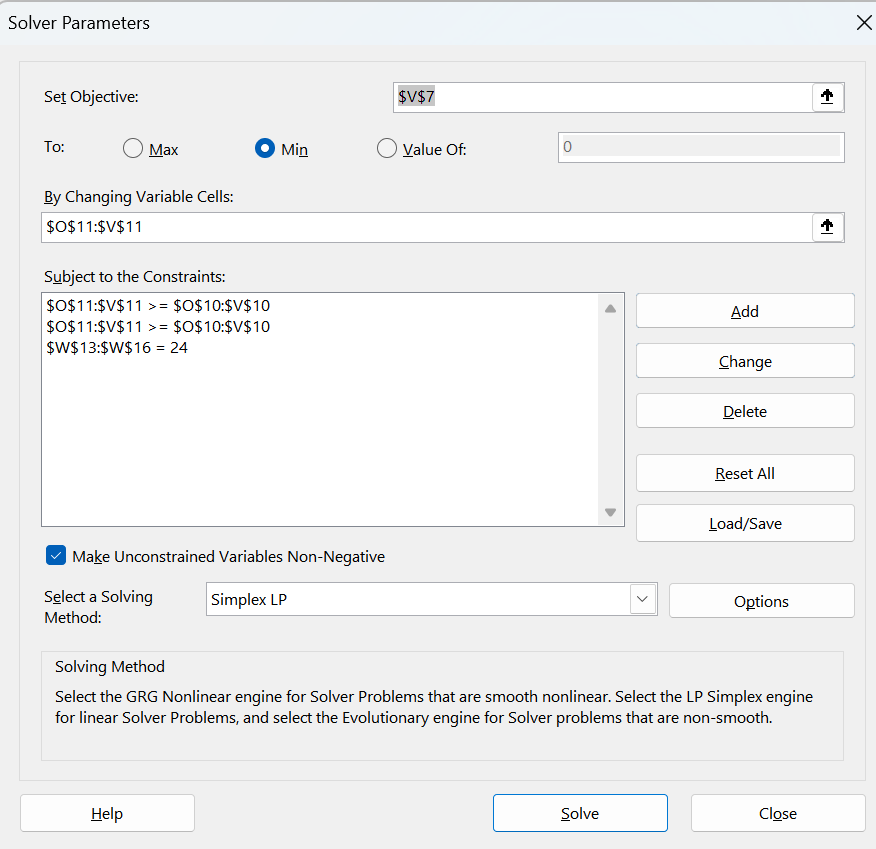 Solver Parameters
Set Objective:
$V$7
To:
Max
Min
Value Of:
0
By Changing Variable Cells:
$O$11:$V$11
Subject to the Constraints:
$O$11:$V$11 >= $O$10:$V$10
$O$11:$V$11 >= $O$10:$V$10
$W$13:$W$16 = 24
Add
Change
Delete
Reset All
Load/Save
Make Unconstrained Variables Non-Negative
Select a Solving
Method:
Simplex LP
Options
Solving Method
Select the GRG Nonlinear engine for Solver Problems that are smooth nonlinear. Select the LP Simplex engine
for linear Solver Problems, and select the Evolutionary engine for Solver problems that are non-smooth.
Help
Solve
Close